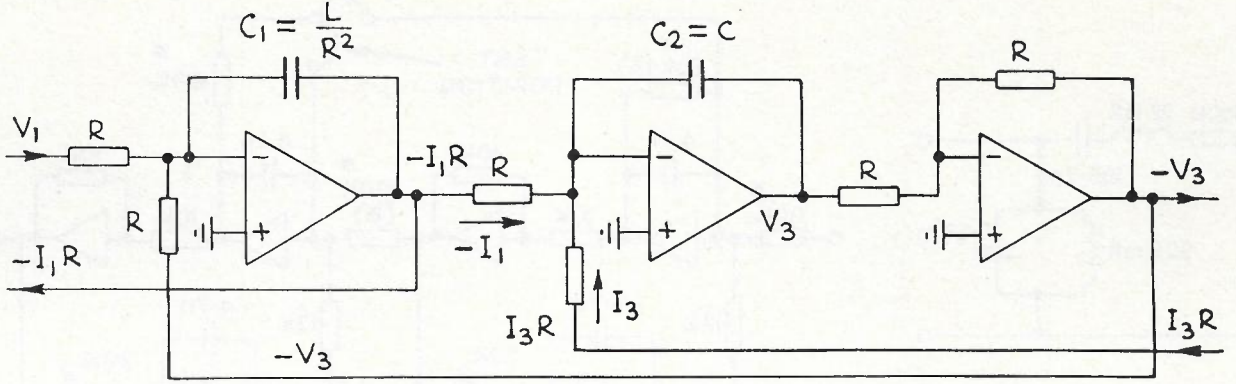 C₁ = L/R²
C₂ = C
R
V₁
R
−
−I₁R
R
−
R
−
−V₃
R
+
−I₁
+
V₃
+
−I₁R
I₃
I₃R
I₃R
−V₃